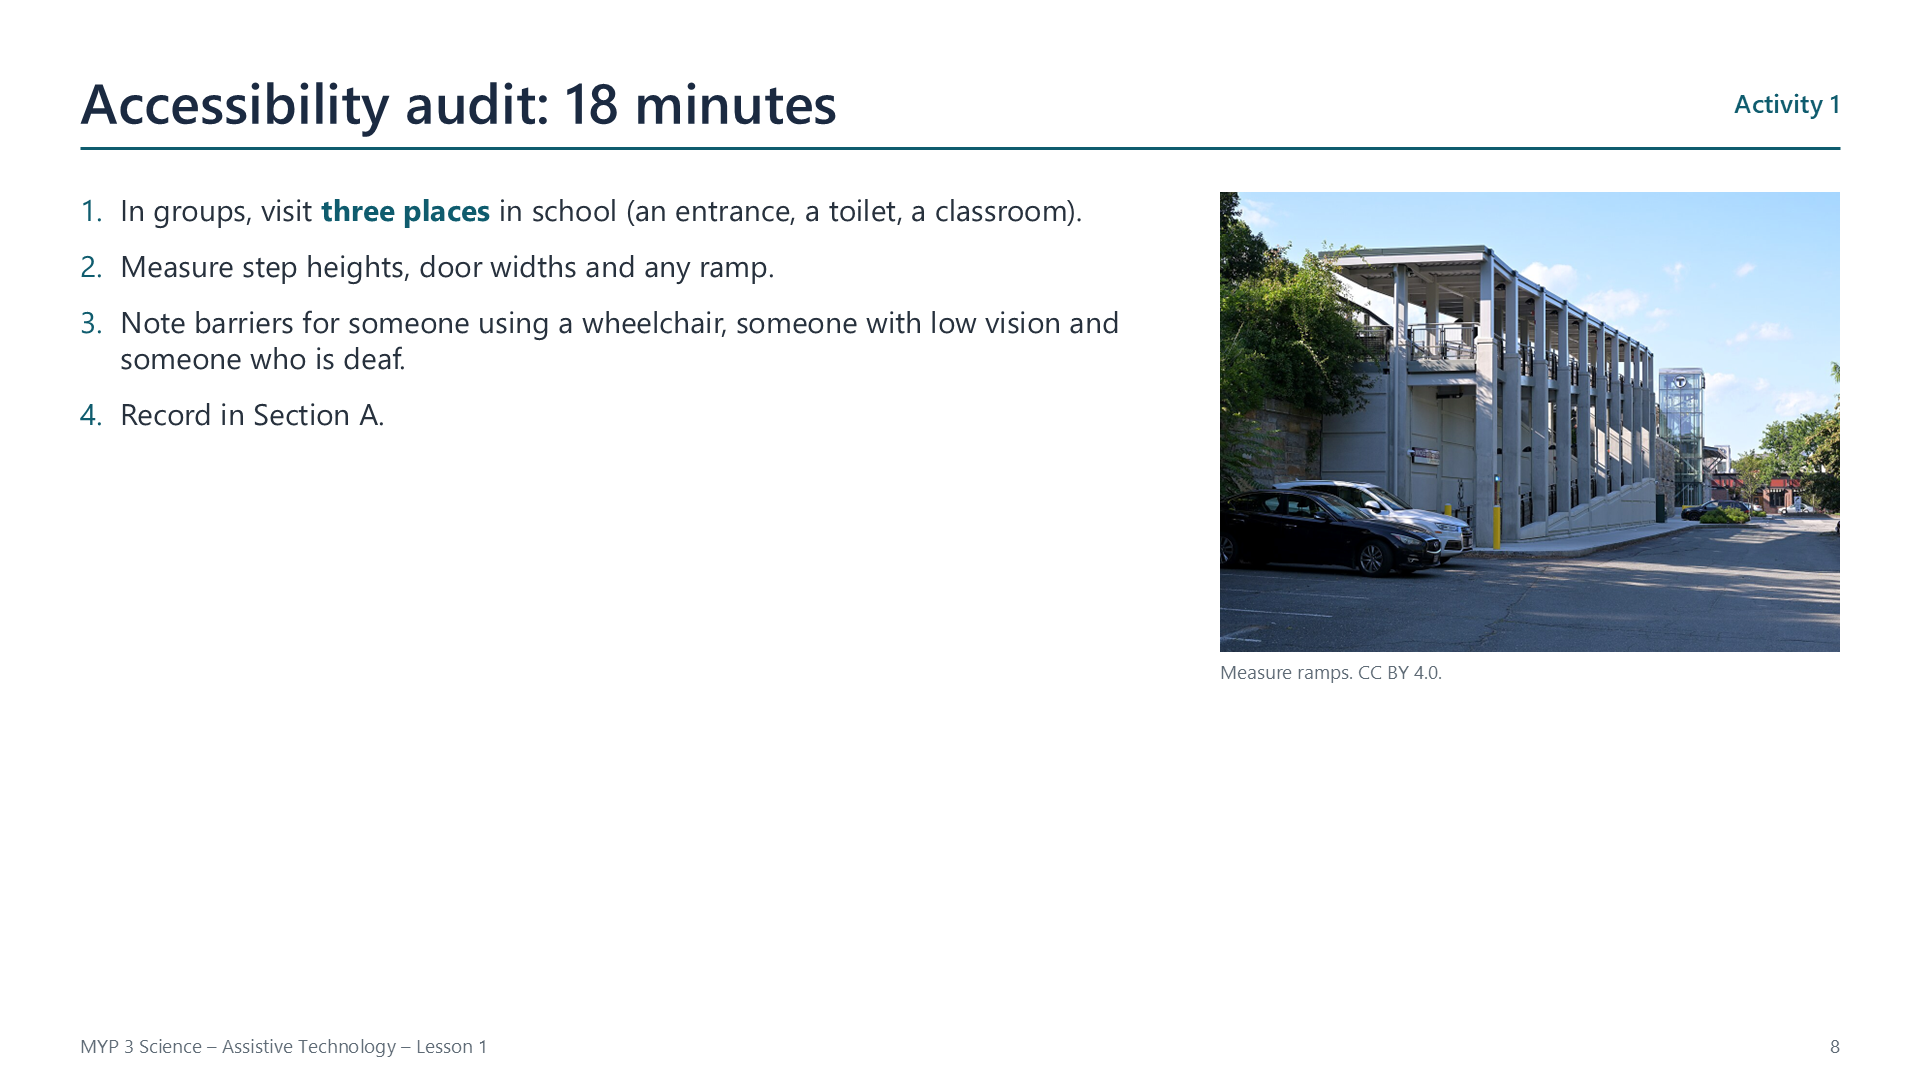 Accessibility audit: 18 minutes
Activity 1
1. In groups, visit three places in school (an entrance, a toilet, a classroom).
2. Measure step heights, door widths and any ramp.
3. Note barriers for someone using a wheelchair, someone with low vision and
someone who is deaf.
4. Record in Section A.
T
Measure ramps. CC BY 4.0.
MYP 3 Science – Assistive Technology – Lesson 1
8